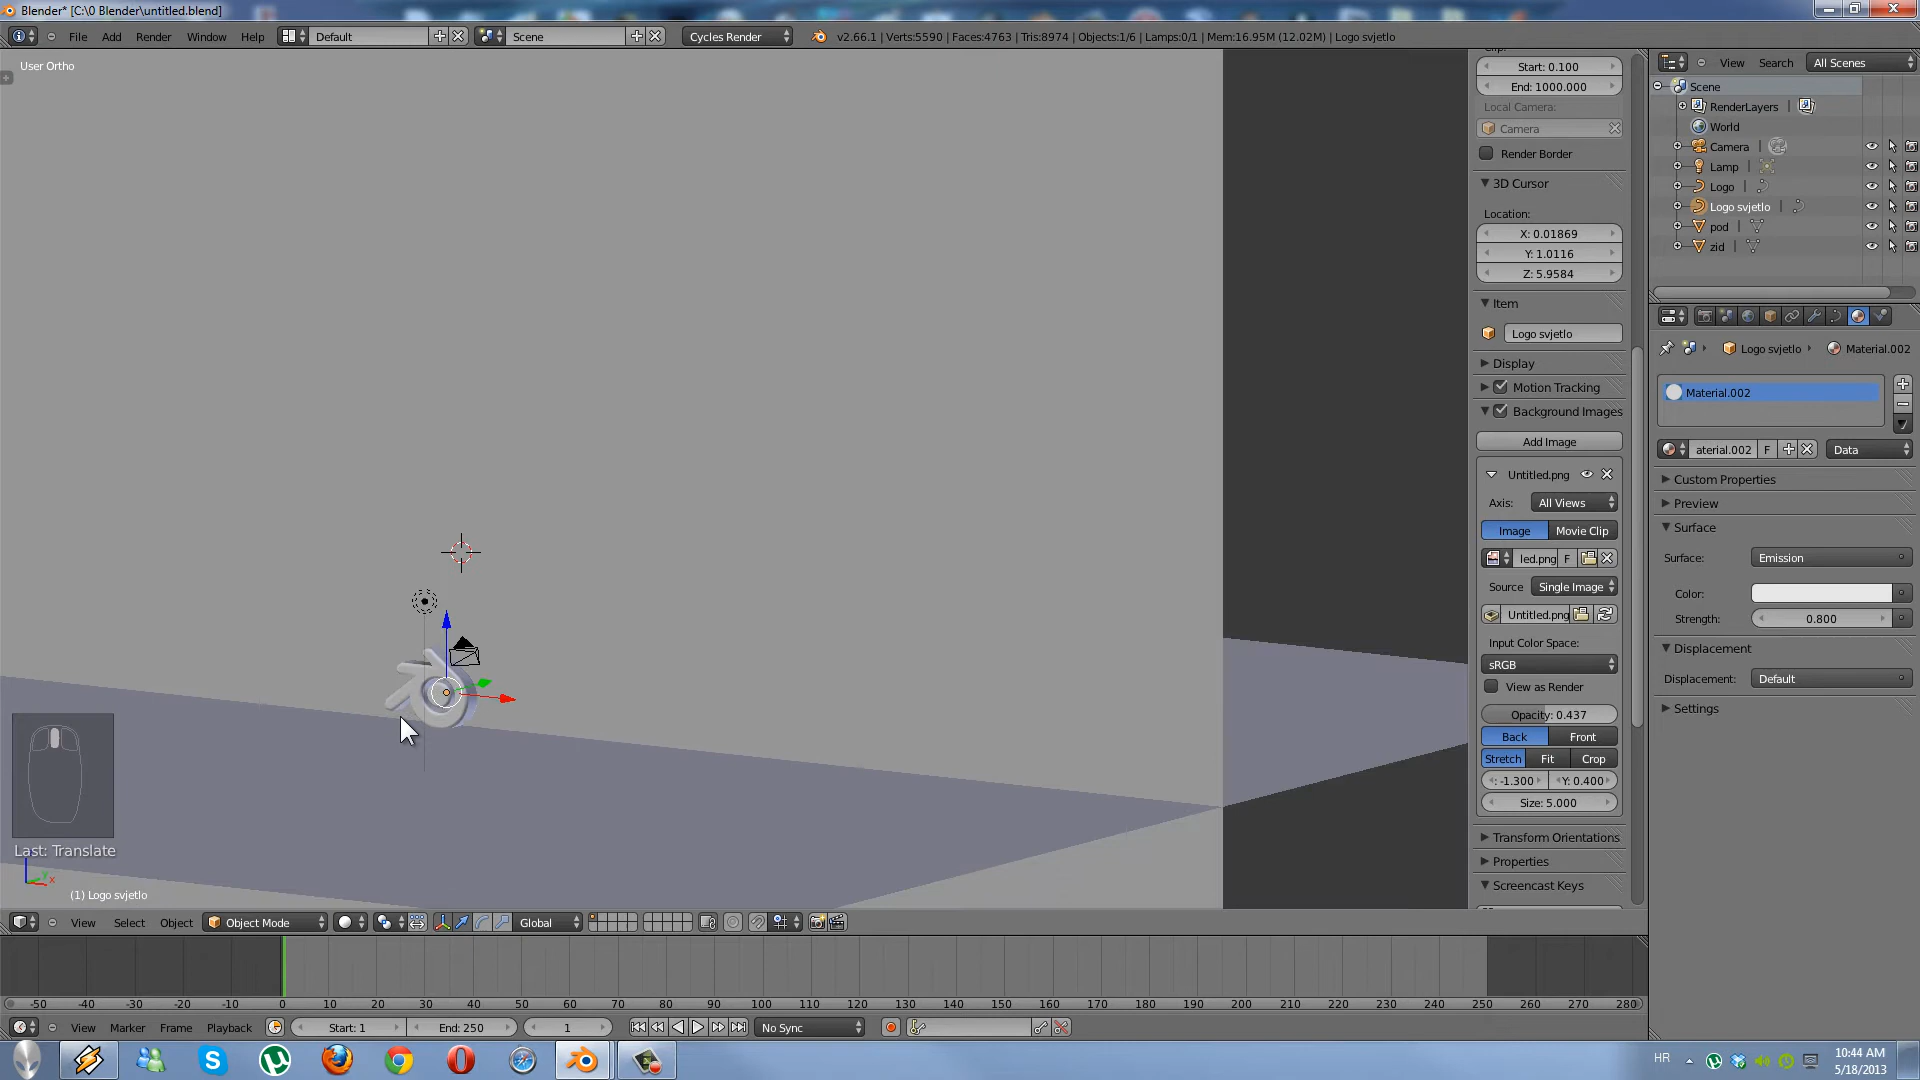 Blender* [C:\0 Blender\untitled.blend]
File Add Render Window Help Default Scene Cycles Render v2.66.1 | Verts:5590 | Faces:4763 | Tris:8974 | Objects:1/6 | Lamps:0/1 | Mem:16.95M (12.02M) | Logo svjetlo
User Ortho
Last: Translate
(1) Logo svjetlo
Start: 0.100
End: 1000.000
Local Camera:
Camera
Render Border
3D Cursor
Location:
X: 0.01869
Y: 1.0116
Z: 5.9584
Item
Logo svjetlo
Display
Motion Tracking
Background Images
Add Image
Untitled.png
Axis: All Views
Image Movie Clip
led.png F
Source Single Image
Untitled.png
Input Color Space:
sRGB
View as Render
Opacity: 0.437
Back Front
Stretch Fit Crop
: -1.300 Y: 0.400
Size: 5.000
Transform Orientations
Properties
Screencast Keys
View Search All Scenes
Scene
RenderLayers
World
Camera
Lamp
Logo
Logo svjetlo
pod
zid
Logo svjetlo Material.002
Material.002
aterial.002 F Data
Custom Properties
Preview
Surface
Surface: Emission
Color:
Strength: 0.800
Displacement
Displacement: Default
Settings
View Select Object Object Mode Global
-50 -40 -30 -20 -10 0 10 20 30 40 50 60 70 80 90 100 110 120 130 140 150 160 170 180 190 200 210 220 230 240 250 260 270 280
View Marker Frame Playback Start: 1 End: 250 1 No Sync
HR
10:44 AM
5/18/2013